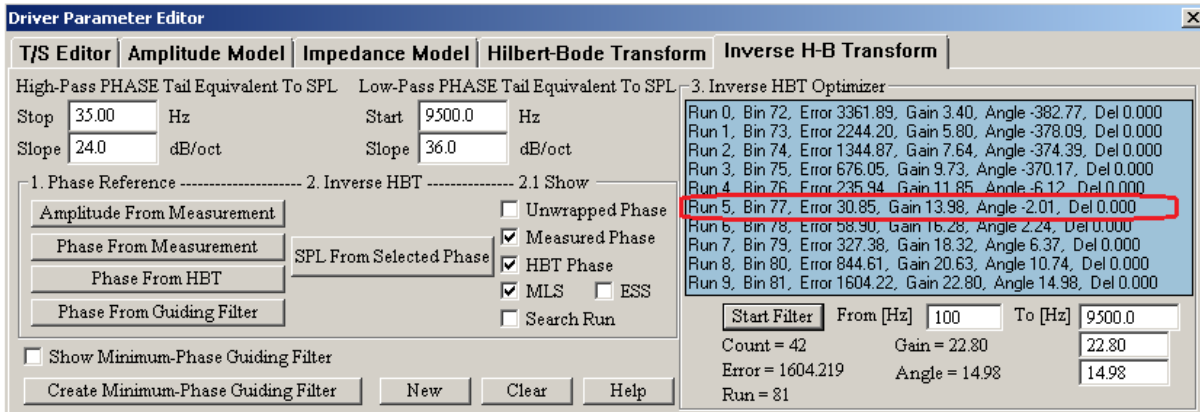 Driver Parameter Editor
T/S Editor Amplitude Model Impedance Model Hilbert-Bode Transform Inverse H-B Transform
High-Pass PHASE Tail Equivalent To SPL Low-Pass PHASE Tail Equivalent To SPL
Stop 35.00 Hz Start 9500.0 Hz
Slope 24.0 dB/oct Slope 36.0 dB/oct
1. Phase Reference -------------------- 2. Inverse HBT --------------- 2.1 Show
Amplitude From Measurement
Phase From Measurement
Phase From HBT
Phase From Guiding Filter
SPL From Selected Phase
Unwrapped Phase
Measured Phase
HBT Phase
MLS ESS
Search Run
Show Minimum-Phase Guiding Filter
Create Minimum-Phase Guiding Filter New Clear Help
3. Inverse HBT Optimizer
Run 0, Bin 72, Error 3361.89, Gain 3.40, Angle -382.77, Del 0.000
Run 1, Bin 73, Error 2244.20, Gain 5.80, Angle -378.09, Del 0.000
Run 2, Bin 74, Error 1344.87, Gain 7.64, Angle -374.39, Del 0.000
Run 3, Bin 75, Error 676.05, Gain 9.73, Angle -370.17, Del 0.000
Run 4, Bin 76, Error 235.94, Gain 11.85, Angle -6.12, Del 0.000
Run 5, Bin 77, Error 30.85, Gain 13.98, Angle -2.01, Del 0.000
Run 6, Bin 78, Error 58.90, Gain 16.28, Angle 2.24, Del 0.000
Run 7, Bin 79, Error 327.38, Gain 18.32, Angle 6.37, Del 0.000
Run 8, Bin 80, Error 844.61, Gain 20.63, Angle 10.74, Del 0.000
Run 9, Bin 81, Error 1604.22, Gain 22.80, Angle 14.98, Del 0.000
Start Filter From [Hz] 100 To [Hz] 9500.0
Count = 42 Gain = 22.80 22.80
Error = 1604.219 Angle = 14.98 14.98
Run = 81